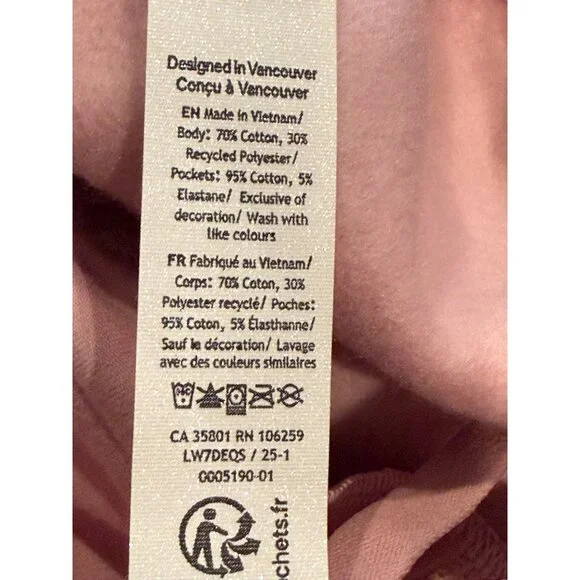 Designed in Vancouver
Conçu à Vancouver
EN Made in Vietnam/
Body: 70% Cotton, 30%
Recycled Polyester/
Pockets: 95% Cotton, 5%
Elastane/ Exclusive of
decoration/ Wash with
like colours
FR Fabriqué au Vietnam/
Corps: 70% Coton, 30%
Polyester recyclé/ Poches:
95% Coton, 5% Élasthanne/
Sauf la décoration/ Lavage
avec des couleurs similaires
CA 35801 RN 106259
LW7DEQS / 25-1
0005190-01
chets.fr